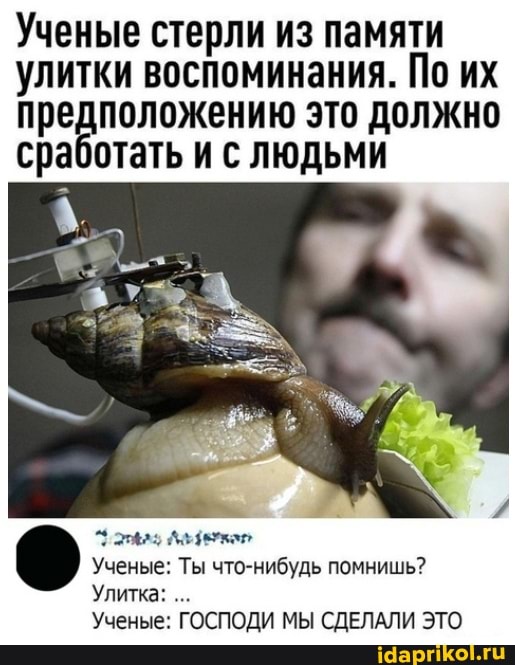 Ученые стерли из памяти
улитки воспоминания. По их
предположению это должно
сработать и с людьми
Ученые: Ты что-нибудь помнишь?
Улитка: ...
Ученые: ГОСПОДИ МЫ СДЕЛАЛИ ЭТО
idaprikol.ru